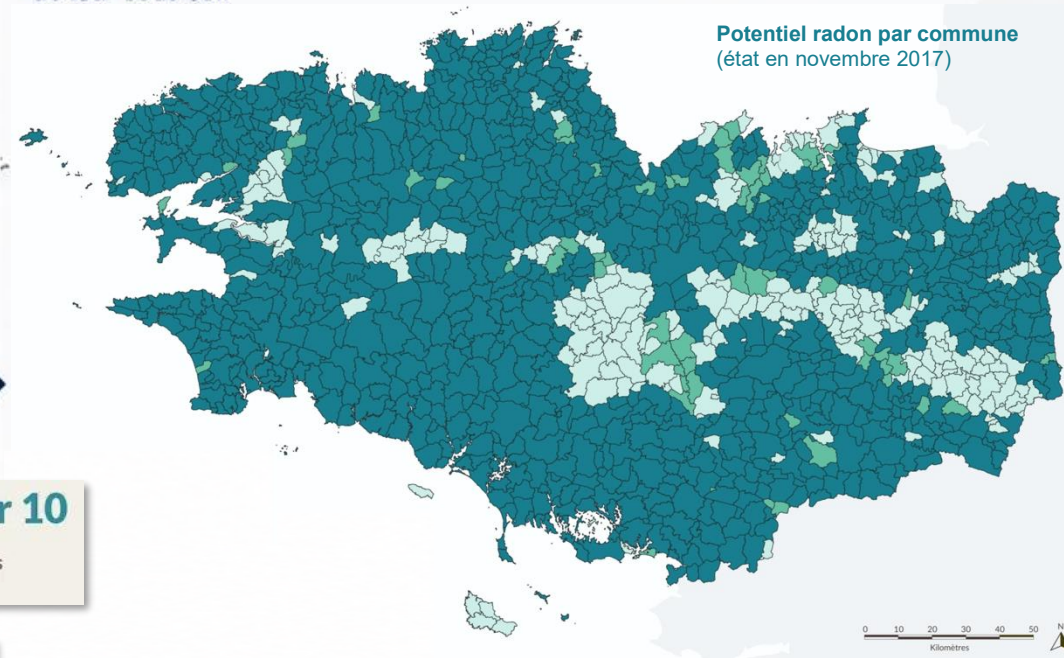 Potentiel radon par commune
(état en novembre 2017)
r 10
s
0 10 20 30 40 50
Kilomètres
N